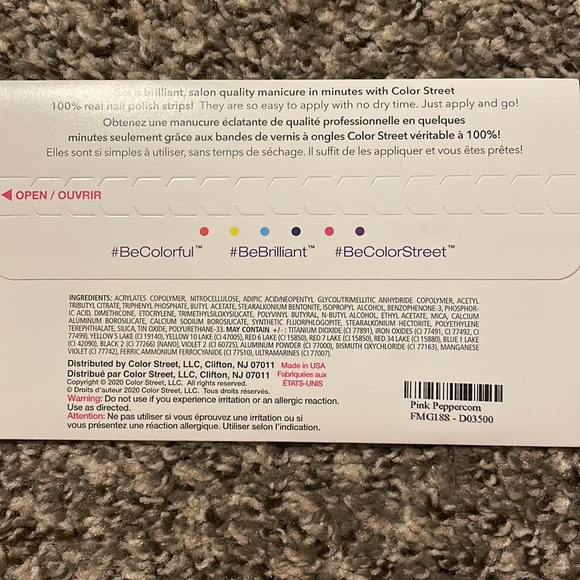 a brilliant, salon quality manicure in minutes with Color Street
100% real nail polish strips! They are so easy to apply with no dry time. Just apply and go!
Obtenez une manucure éclatante de qualité professionnelle en quelques
minutes seulement grâce aux bandes de vernis à ongles Color Street véritable à 100%!
Elles sont si simples à utiliser, sans temps de séchage. Il suffit de les appliquer et vous êtes prêtes!
OPEN / OUVRIR
#BeColorful™ #BeBrilliant™ #BeColorStreet™
INGREDIENTS: ACRYLATES COPOLYMER, NITROCELLULOSE, ADIPIC ACID/NEOPENTYL GLYCOL/TRIMELLITIC ANHYDRIDE COPOLYMER, ACETYL
TRIBUTYL CITRATE, TRIPHENYL PHOSPHATE, BUTYL ACETATE, STEARALKONIUM BENTONITE, ISOPROPYL ALCOHOL, BENZOPHENONE-3, PHOSPHOR-
IC ACID, DIMETHICONE, ETOCRYLENE, TRIMETHYLSILOXYSILICATE, POLYVINYL BUTYRAL, N-BUTYL ALCOHOL, ETHYL ACETATE, MICA, CALCIUM
ALUMINUM BOROSILICATE, CALCIUM SODIUM BOROSILICATE, SYNTHETIC FLUORPHLOGOPITE, STEARALKONIUM HECTORITE, POLYETHYLENE
TEREPHTHALATE, SILICA, TIN OXIDE, POLYURETHANE-33. MAY CONTAIN +/- : TITANIUM DIOXIDE (CI 77891), IRON OXIDES (CI 77491, CI 77492, CI
77499), YELLOW 5 LAKE (CI 19140), YELLOW 10 LAKE (CI 47005), RED 6 LAKE (CI 15850), RED 7 LAKE (CI 15850), RED 34 LAKE (CI 15880), BLUE 1 LAKE
(CI 42090), BLACK 2 (CI 77266) [NANO], VIOLET 2 (CI 60725), ALUMINUM POWDER (CI 77000), BISMUTH OXYCHLORIDE (CI 77163), MANGANESE
VIOLET (CI 77742), FERRIC AMMONIUM FERROCYANIDE (CI 77510), ULTRAMARINES (CI 77007).
Distributed by Color Street, LLC, Clifton, NJ 07011
Distribué par Color Street, LLC, Clifton, NJ 07011
Made in USA
Fabriquées aux
ÉTATS-UNIS
Copyright © 2020 Color Street, LLC. All rights reserved.
© Droits d'auteur 2020 Color Street, LLC. Tous droits réservés.
Warning: Do not use if you experience irritation or an allergic reaction.
Use as directed.
Attention: Ne pas utiliser si vous éprouvez une irritation ou si
vous présentez une réaction allergique. Utiliser selon l'indication.
Pink Peppercorn
FMG188 - D03500